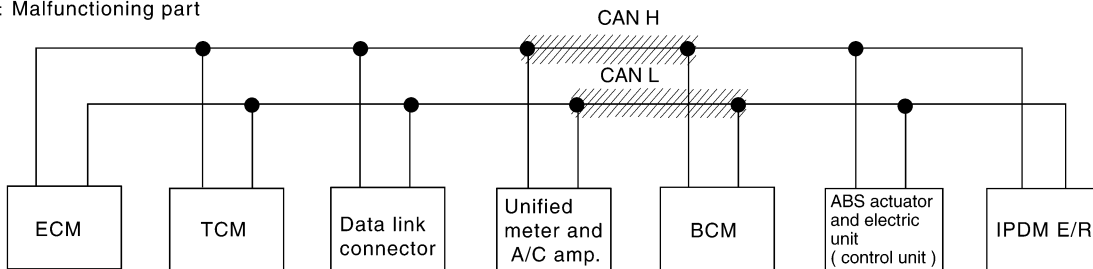 : Malfunctioning part
CAN H
CAN L
ECM
TCM
Data link
connector
Unified
meter and
A/C amp.
BCM
ABS actuator
and electric
unit
( control unit )
IPDM E/R